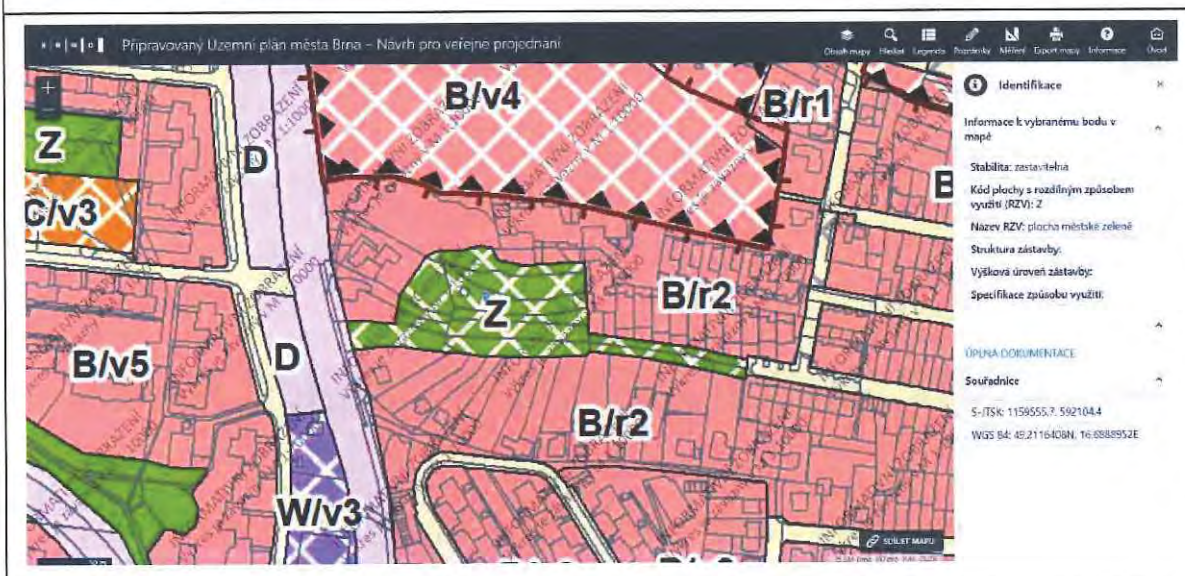 Připravovaný Územní plán města Brna – Návrh pro veřejné projednání
Obsah mapy Hledat Legenda Poznámky Měření Export mapy Informace Úvod
+
B/v4
B/r1
Z
D
B
C/v3
B/r2
Z
B/v5
D
B/r2
W/v3
INFORMATIVNÍ ZOBRAZENÍ
SDÍLET MAPU
Identifikace ×
Informace k vybranému bodu v
mapě
Stabilita: zastavitelná
Kód plochy s rozdílným způsobem
využití (RZV): Z
Název RZV: plocha městské zeleně
Struktura zástavby:
Výšková úroveň zástavby:
Specifikace způsobu využití:
ÚPLNÁ DOKUMENTACE
Souřadnice
S-JTSK: 1159555.7, 592104.4
WGS 84: 49.2116408N, 16.6888952E